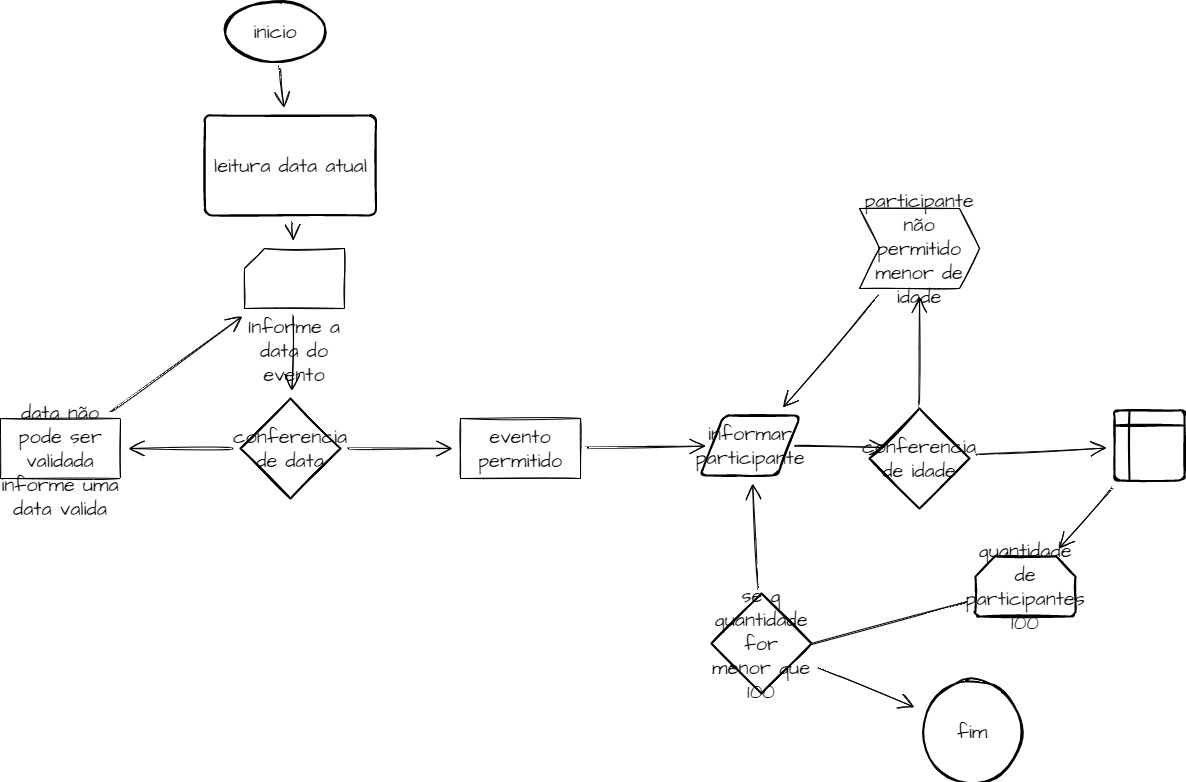 inicio
leitura data atual
informe a
data do
evento
data não
pode ser
validada
informe uma
data valida
conferencia
de data
evento
permitido
informar
participante
participante
não
permitido
menor de
idade
conferencia
de idade
quantidade
de
participantes
100
se q
quantidade
for
menor que
100
fim